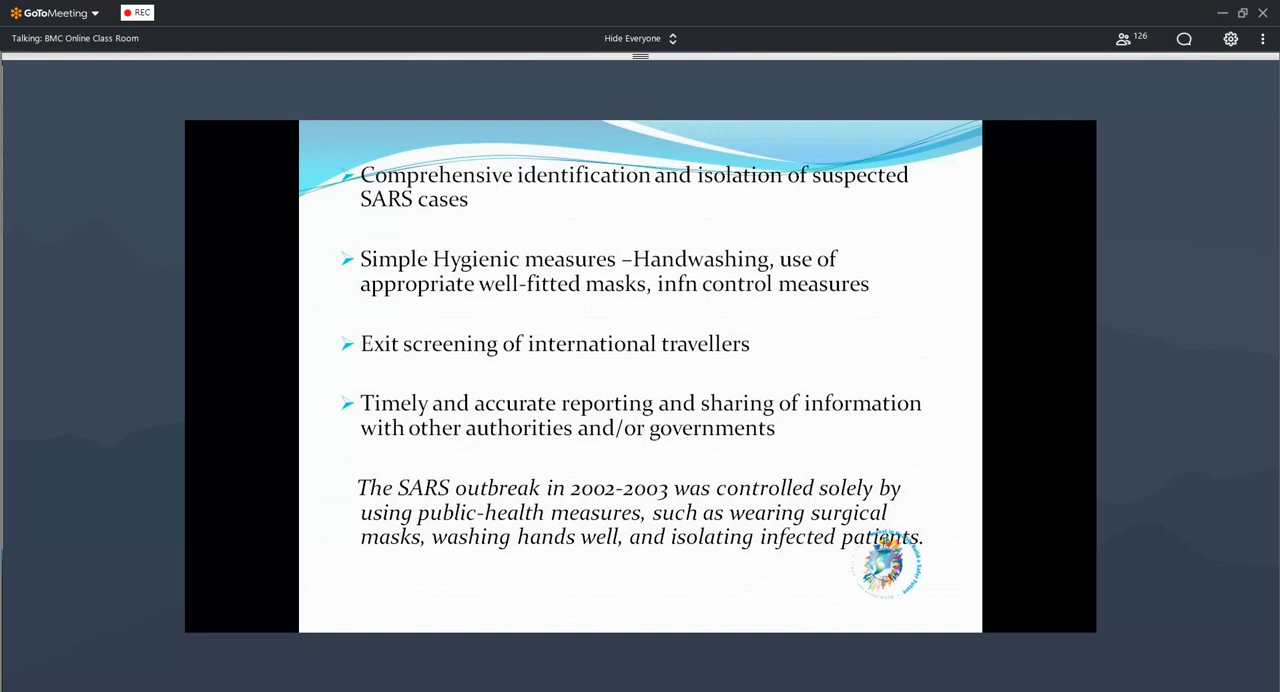 GoToMeeting
REC
Talking: BMC Online Class Room
Hide Everyone
126
Comprehensive identification and isolation of suspected
SARS cases
Simple Hygienic measures –Handwashing, use of
appropriate well-fitted masks, infn control measures
Exit screening of international travellers
Timely and accurate reporting and sharing of information
with other authorities and/or governments
The SARS outbreak in 2002-2003 was controlled solely by
using public-health measures, such as wearing surgical
masks, washing hands well, and isolating infected patients.